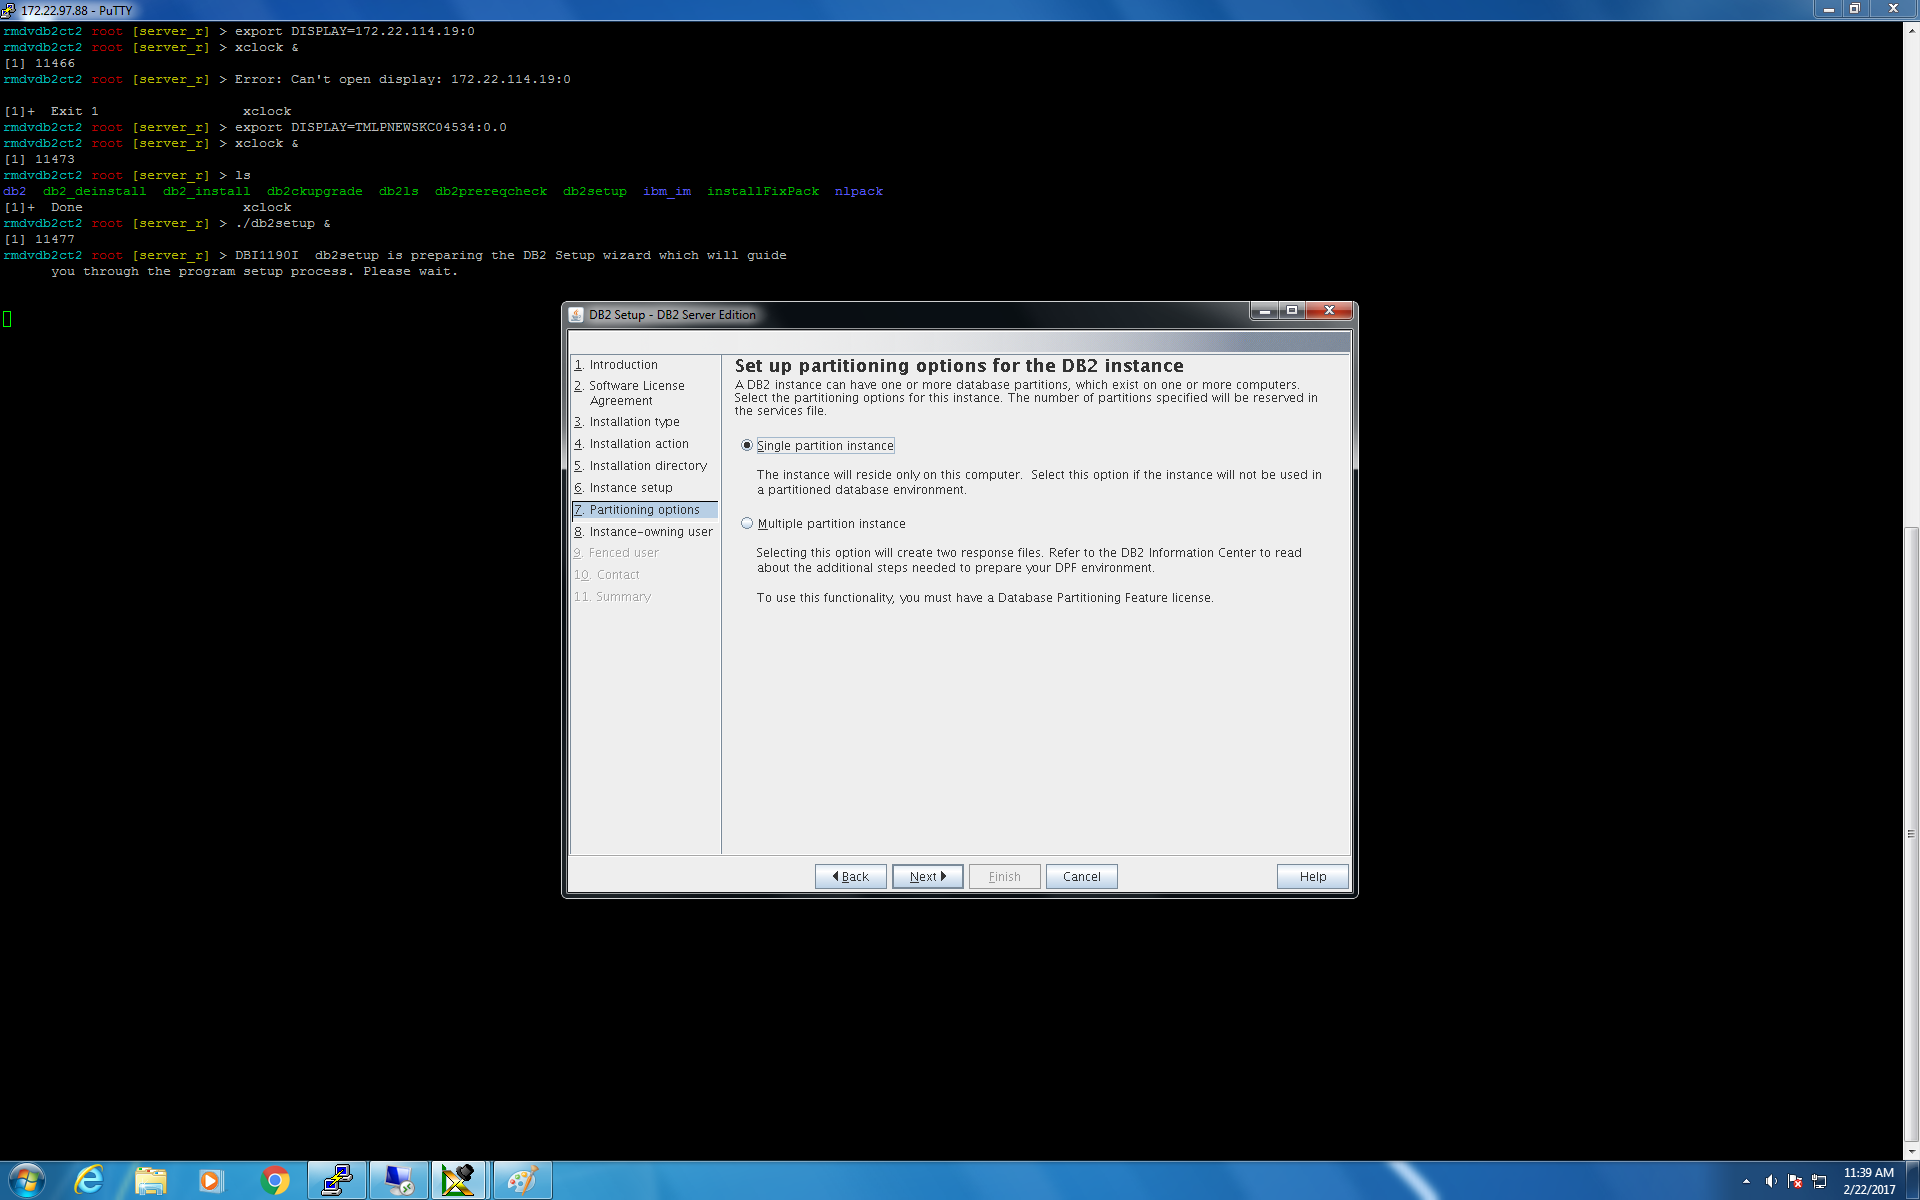 172.22.97.88 - PuTTY
rmdvdb2ct2 root [server_r] > export DISPLAY=172.22.114.19:0
rmdvdb2ct2 root [server_r] > xclock &
[1] 11466
rmdvdb2ct2 root [server_r] > Error: Can't open display: 172.22.114.19:0
[1]+  Exit 1                  xclock
rmdvdb2ct2 root [server_r] > export DISPLAY=TMLPNEWSKC04534:0.0
rmdvdb2ct2 root [server_r] > xclock &
[1] 11473
rmdvdb2ct2 root [server_r] > ls
db2  db2_deinstall  db2_install  db2ckupgrade  db2ls  db2prereqcheck  db2setup  ibm_im  installFixPack  nlpack
[1]+  Done                    xclock
rmdvdb2ct2 root [server_r] > ./db2setup &
[1] 11477
rmdvdb2ct2 root [server_r] > DBI1190I  db2setup is preparing the DB2 Setup wizard which will guide
you through the program setup process. Please wait.
DB2 Setup - DB2 Server Edition
1. Introduction
2. Software License
Agreement
3. Installation type
4. Installation action
5. Installation directory
6. Instance setup
7. Partitioning options
8. Instance-owning user
9. Fenced user
10. Contact
11. Summary
Set up partitioning options for the DB2 instance
A DB2 instance can have one or more database partitions, which exist on one or more computers.
Select the partitioning options for this instance. The number of partitions specified will be reserved in
the services file.
Single partition instance
The instance will reside only on this computer.  Select this option if the instance will not be used in
a partitioned database environment.
Multiple partition instance
Selecting this option will create two response files. Refer to the DB2 Information Center to read
about the additional steps needed to prepare your DPF environment.
To use this functionality, you must have a Database Partitioning Feature license.
Back
Next
Finish
Cancel
Help
11:39 AM
2/22/2017